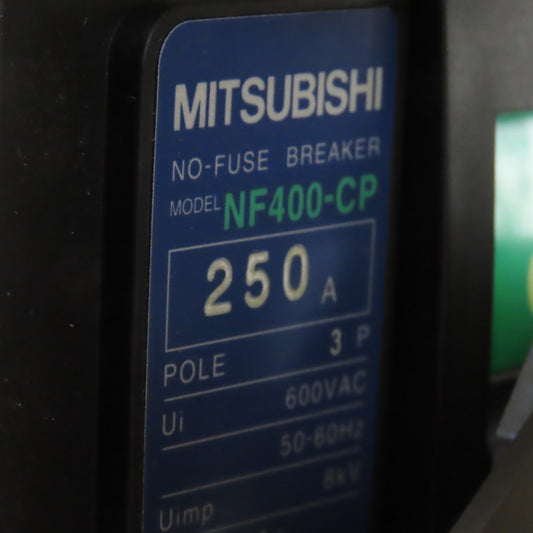 MITSUBISHI
NO-FUSE BREAKER
MODEL NF400-CP
250 A
POLE 3 P
Ui 600VAC
50-60Hz
Uimp 8kV